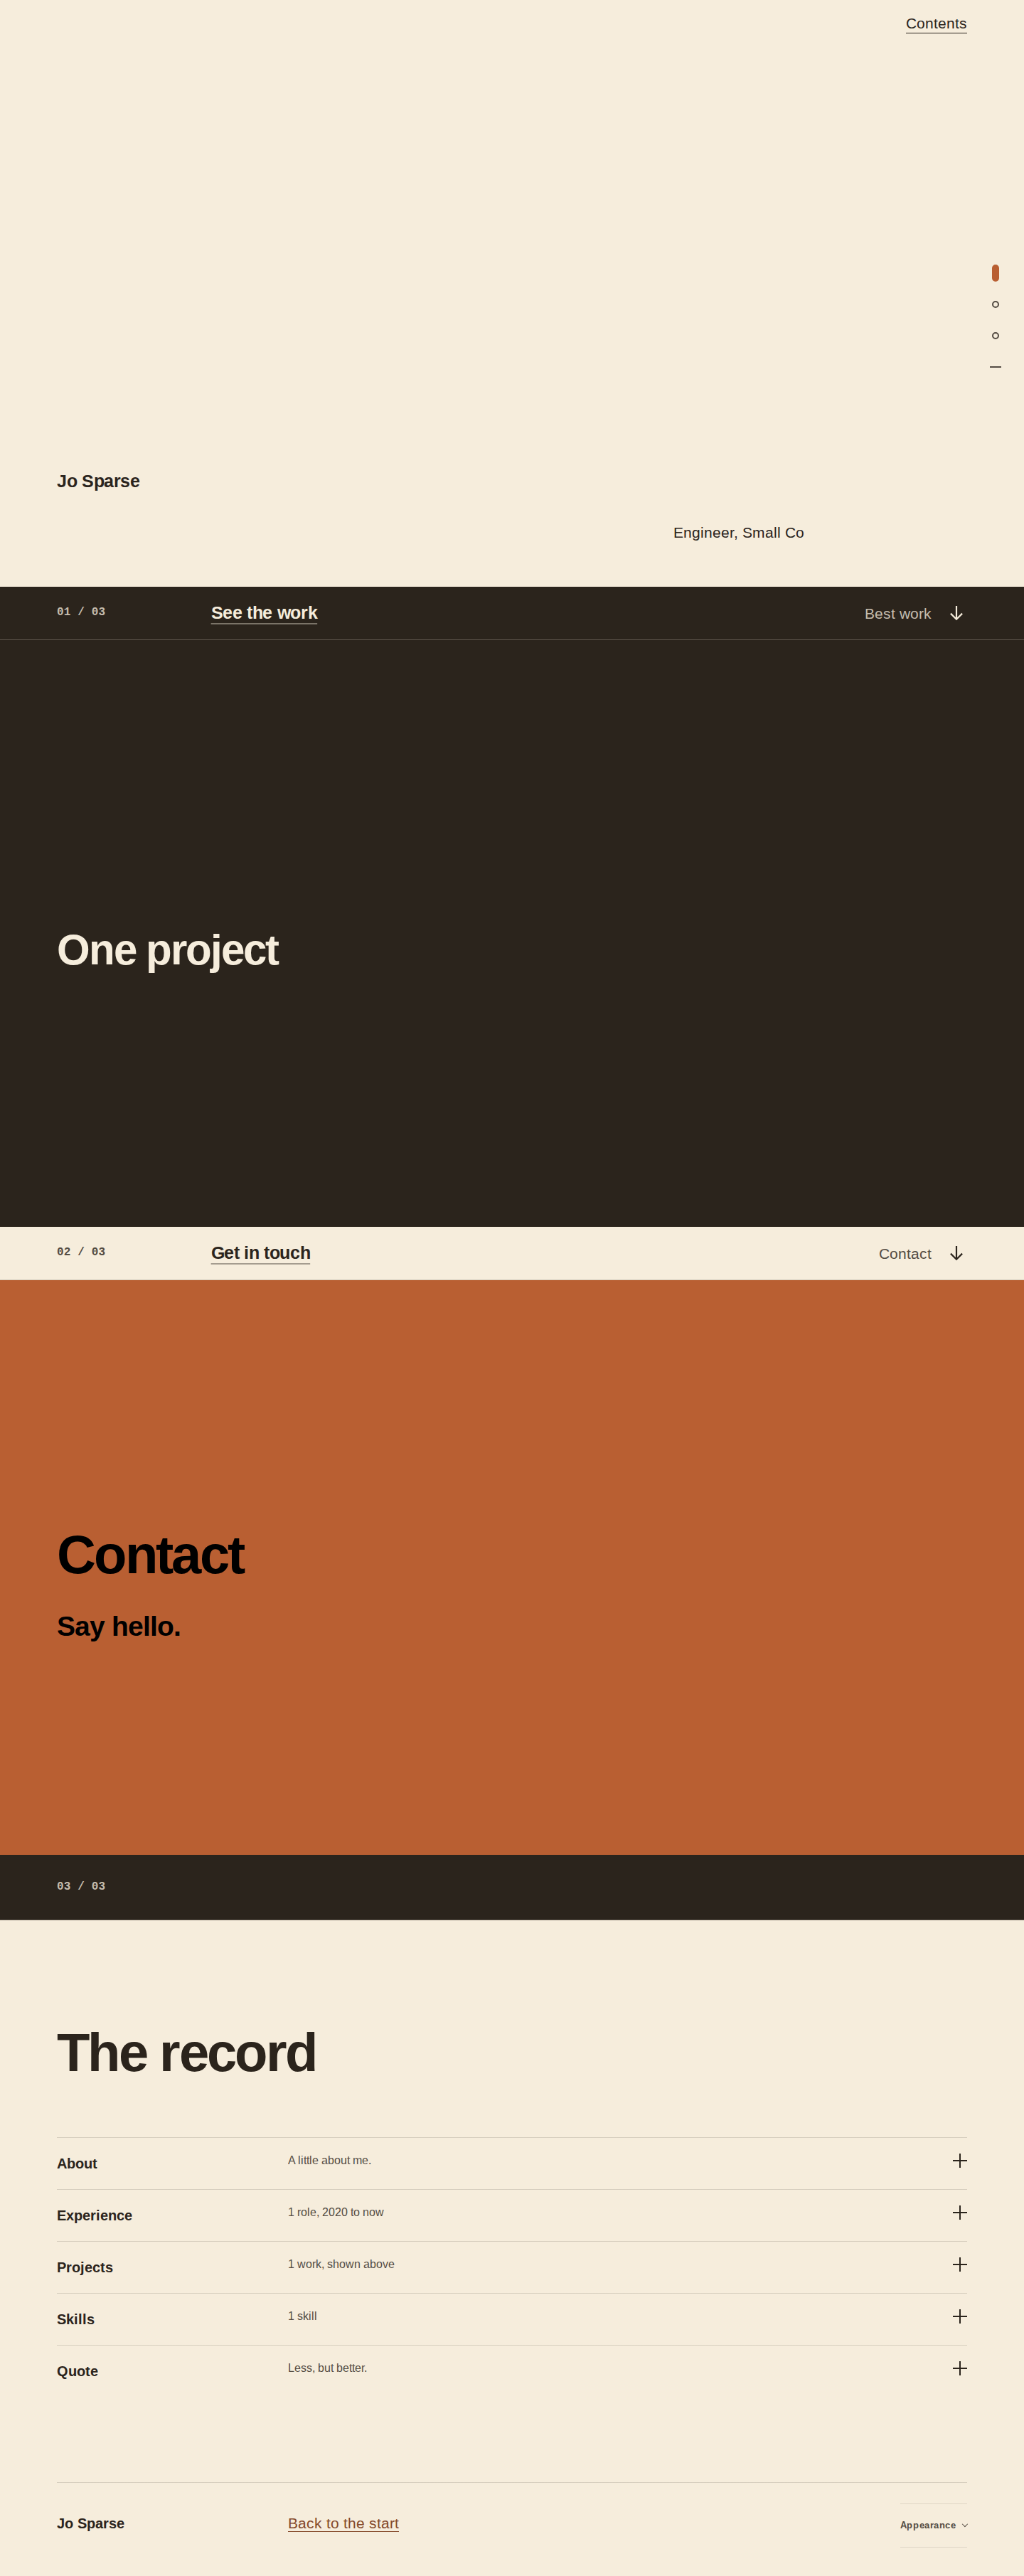 Contents
Jo Sparse
Engineer, Small Co
01 / 03 See the work Best work
One project
02 / 03 Get in touch Contact
Contact
Say hello.
03 / 03
The record
About A little about me.
Experience 1 role, 2020 to now
Projects 1 work, shown above
Skills 1 skill
Quote Less, but better.
Jo Sparse Back to the start Appearance